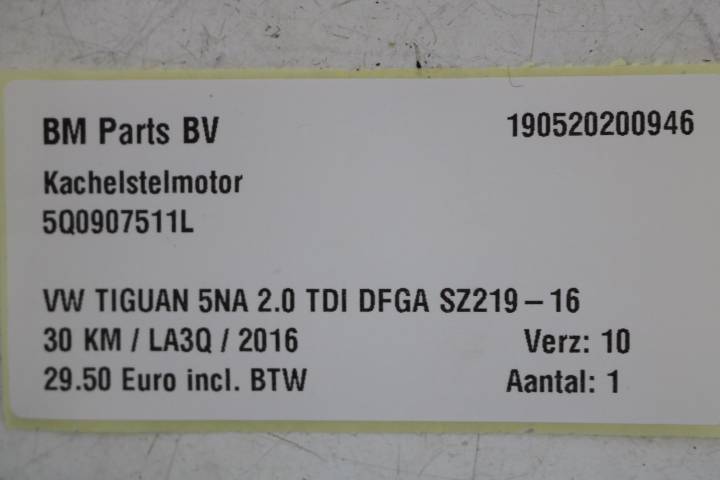 BM Parts BV 190520200946
Kachelstelmotor
5Q0907511L
VW TIGUAN 5NA 2.0 TDI DFGA SZ219 – 16
30 KM / LA3Q / 2016 Verz: 10
29.50 Euro incl. BTW Aantal: 1